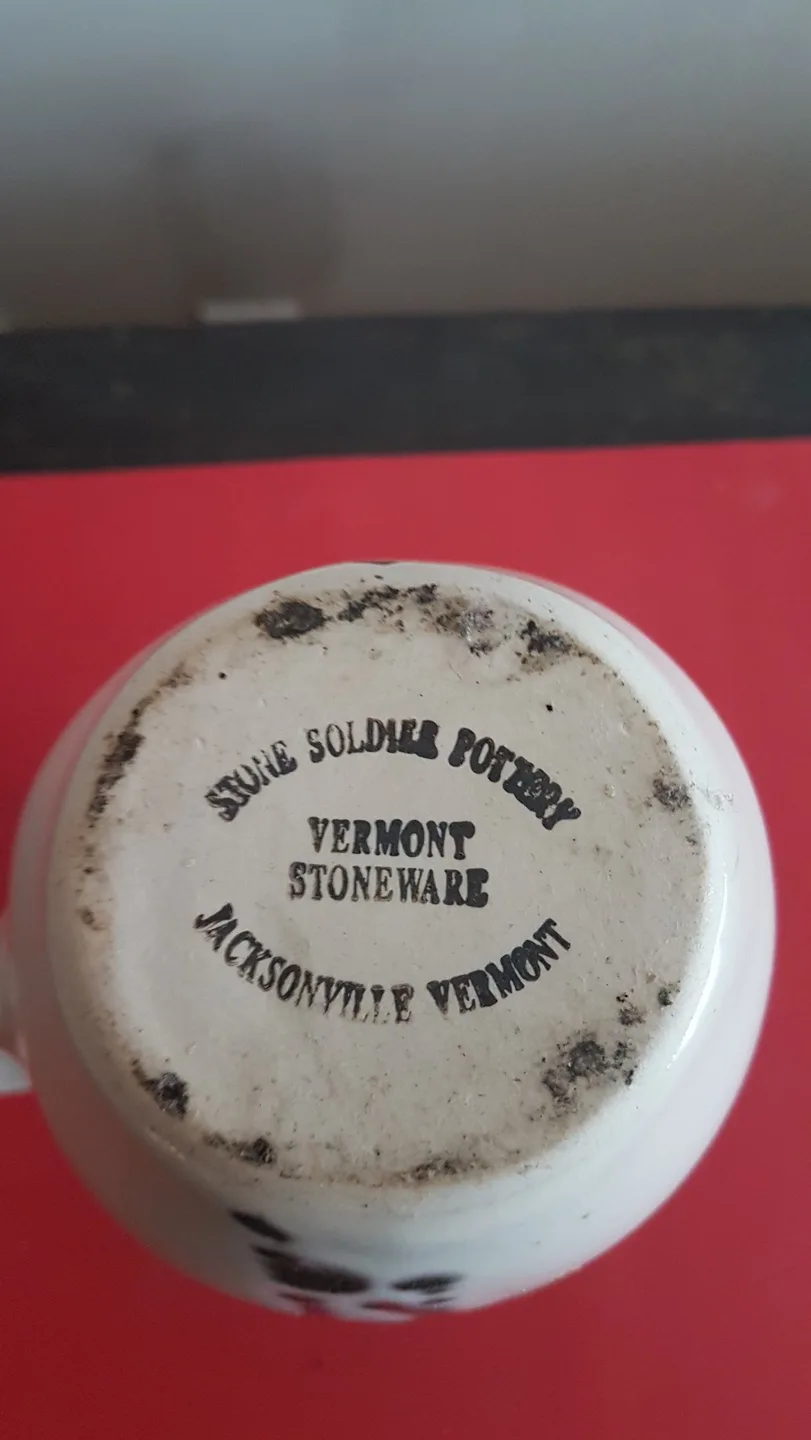 STONE SOLDIER POTTERY
VERMONT
STONEWARE
JACKSONVILLE VERMONT